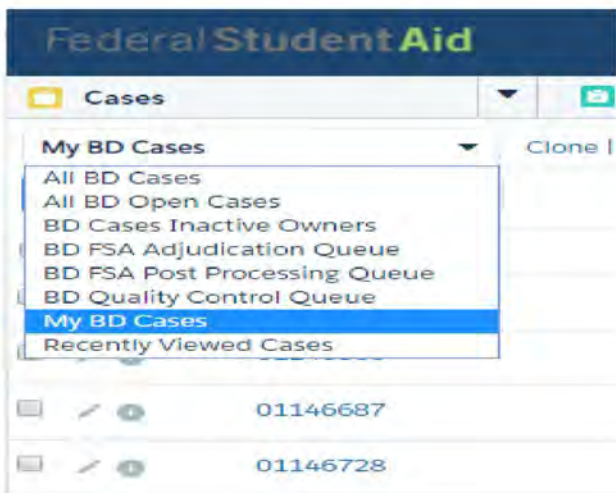 Federal Student Aid
Cases
My BD Cases
Clone |
All BD Cases
All BD Open Cases
BD Cases Inactive Owners
BD FSA Adjudication Queue
BD FSA Post Processing Queue
BD Quality Control Queue
My BD Cases
Recently Viewed Cases
01146687
01146728